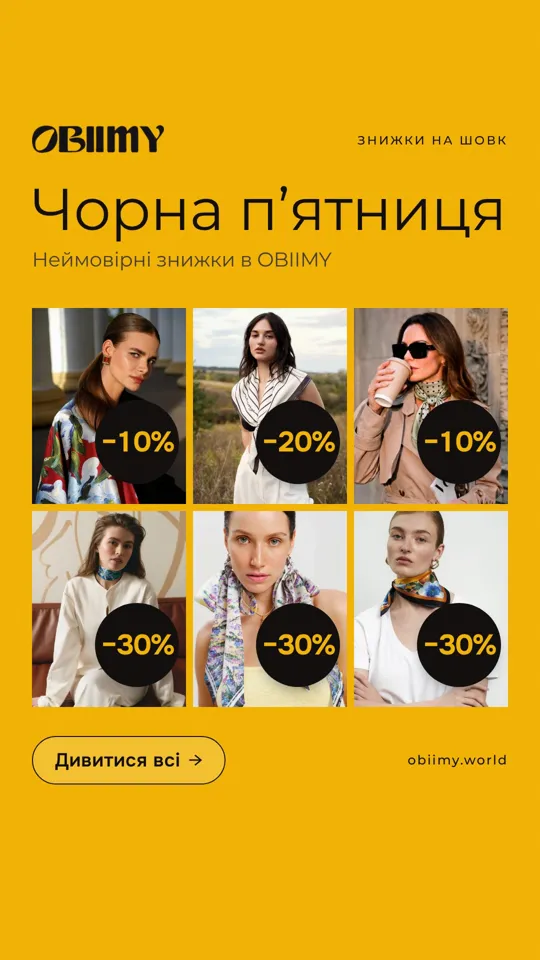 OBIIMY
ЗНИЖКИ НА ШОВК
Чорна п’ятниця
Неймовірні знижки в OBIIMY
-10%
-20%
-10%
-30%
-30%
-30%
Дивитися всі →
obiimy.world